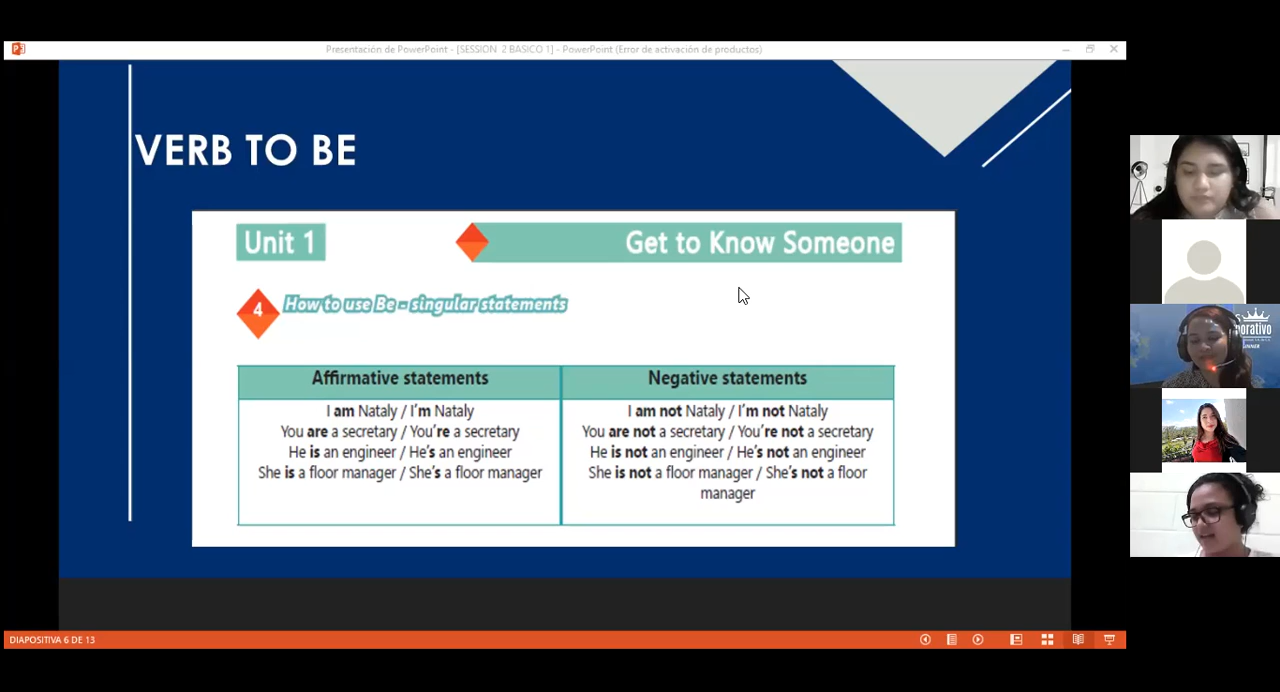 Presentación de PowerPoint - [SESSION 2 BASICO 1] - PowerPoint (Error de activación de productos)
VERB TO BE
Unit 1
Get to Know Someone
4
How to use Be - singular statements
Affirmative statements
I am Nataly / I'm Nataly
You are a secretary / You're a secretary
He is an engineer / He's an engineer
She is a floor manager / She's a floor manager
Negative statements
I am not Nataly / I'm not Nataly
You are not a secretary / You're not a secretary
He is not an engineer / He's not an engineer
She is not a floor manager / She's not a floor
manager
DIAPOSITIVA 6 DE 13